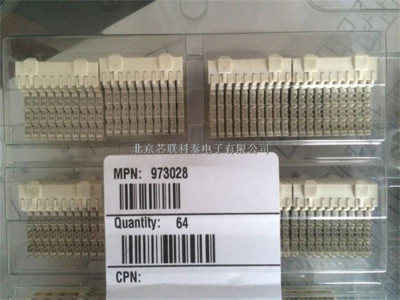 北京芯联科泰电子有限公司
MPN: 973028
Quantity: 64
CPN: